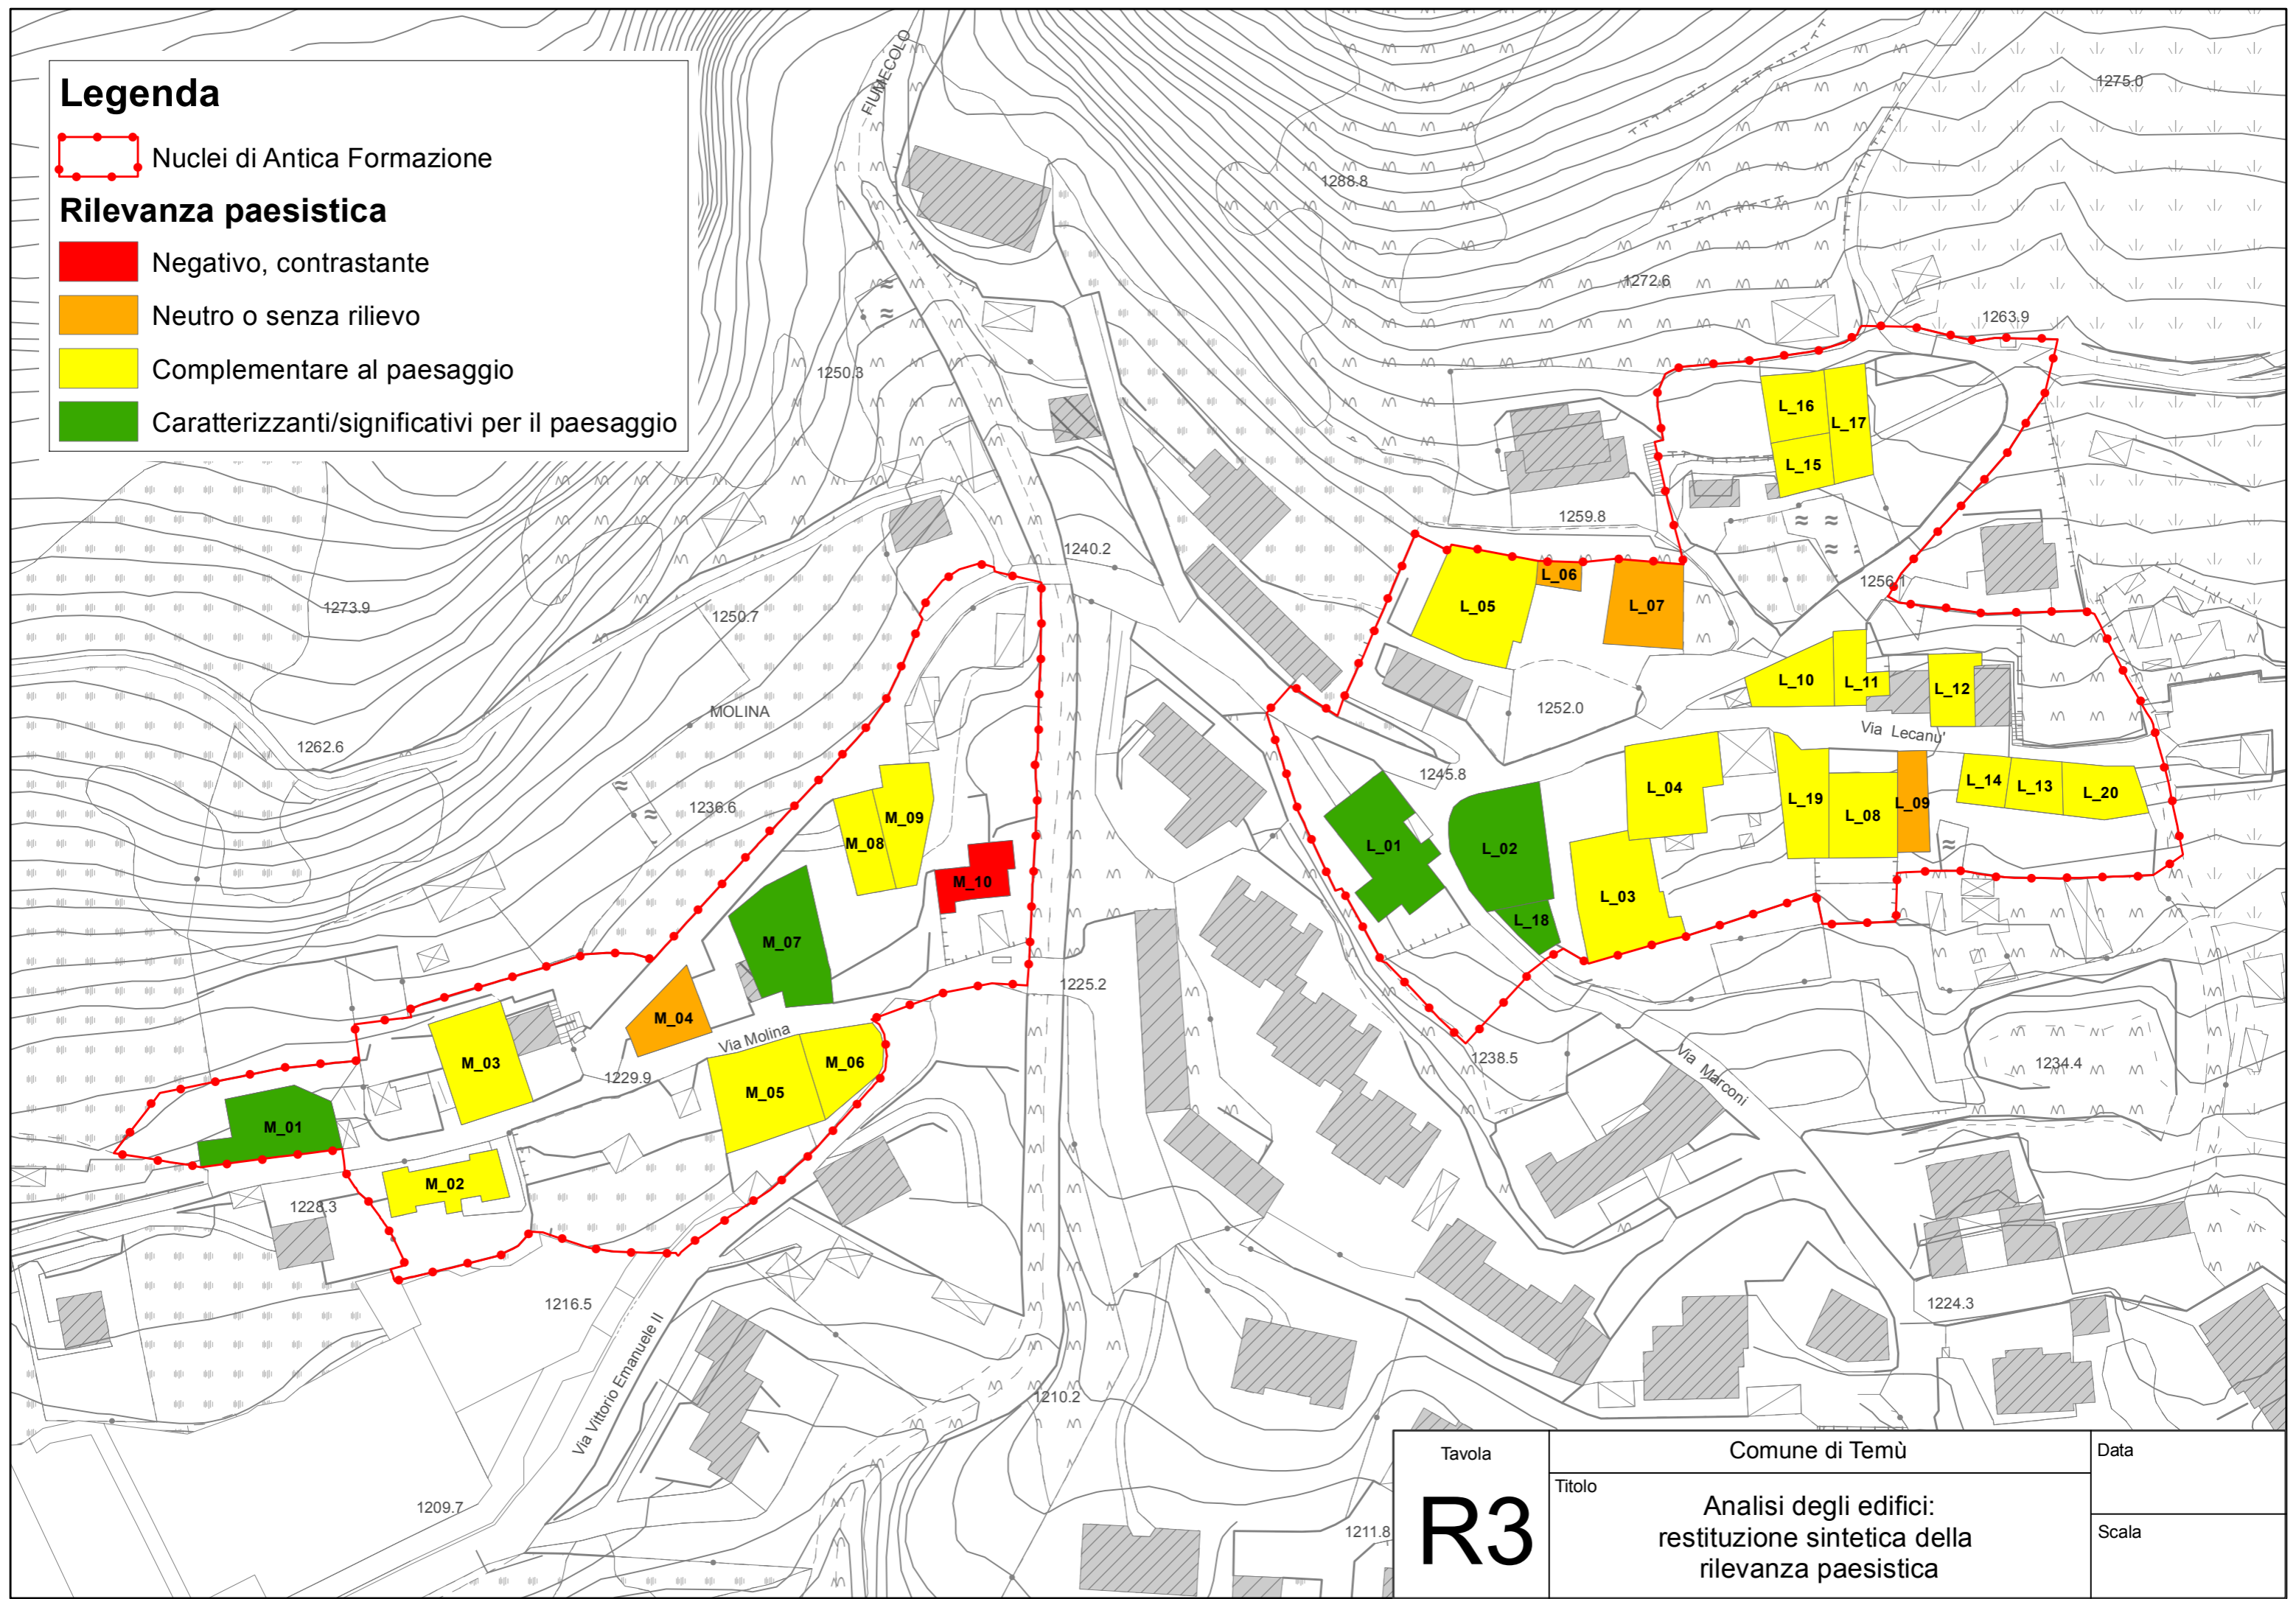 Legenda
Nuclei di Antica Formazione
Rilevanza paesistica
Negativo, contrastante
Neutro o senza rilievo
Complementare al paesaggio
Caratterizzanti/significativi per il paesaggio
FIUMECOLO
1275.0
1288.8
1272.6
1263.9
1250.3
L_16
L_17
L_15
1259.8
1240.2
L_06
L_05
L_07
1256.1
1273.9
1250.7
L_10
L_11
L_12
MOLINA
1252.0
Via Lecanu'
1262.6
1245.8
1236.6
L_04
L_14
L_13
L_20
L_19
L_08
L_09
M_09
M_08
L_01
L_02
M_10
L_03
L_18
M_07
1225.2
M_04
Via Molina
M_03
M_06
M_05
1229.9
1238.5
Via Marconi
1234.4
M_01
M_02
1228.3
1216.5
1224.3
Via Vittorio Emanuele II
1210.2
1209.7
1211.8
Tavola
R3
Comune di Temù
Titolo
Analisi degli edifici:
restituzione sintetica della
rilevanza paesistica
Data
Scala